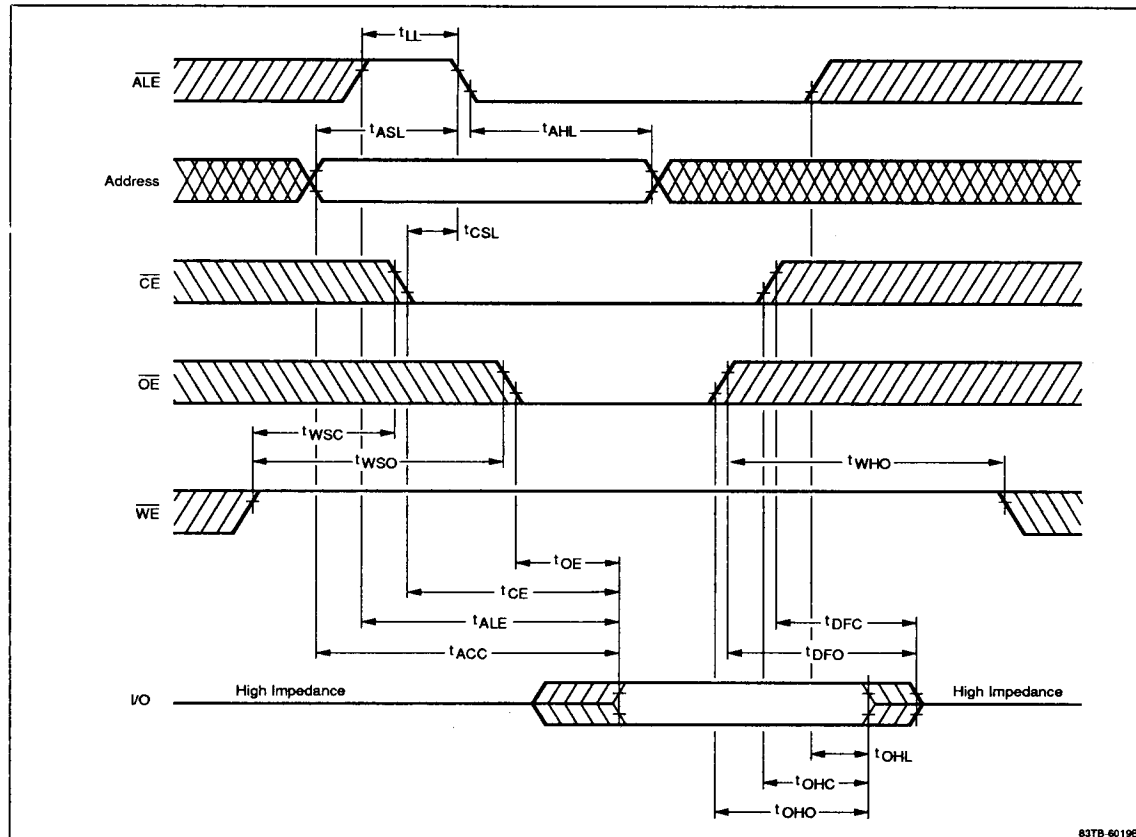 tLL
ALE
tASL
tAHL
Address
tCSL
CE
OE
tWSC
tWSO
tWHO
WE
tOE
tCE
tALE
tDFC
tACC
tDFO
High Impedance
High Impedance
I/O
tOHL
tOHC
tOHO
83TB-6019B